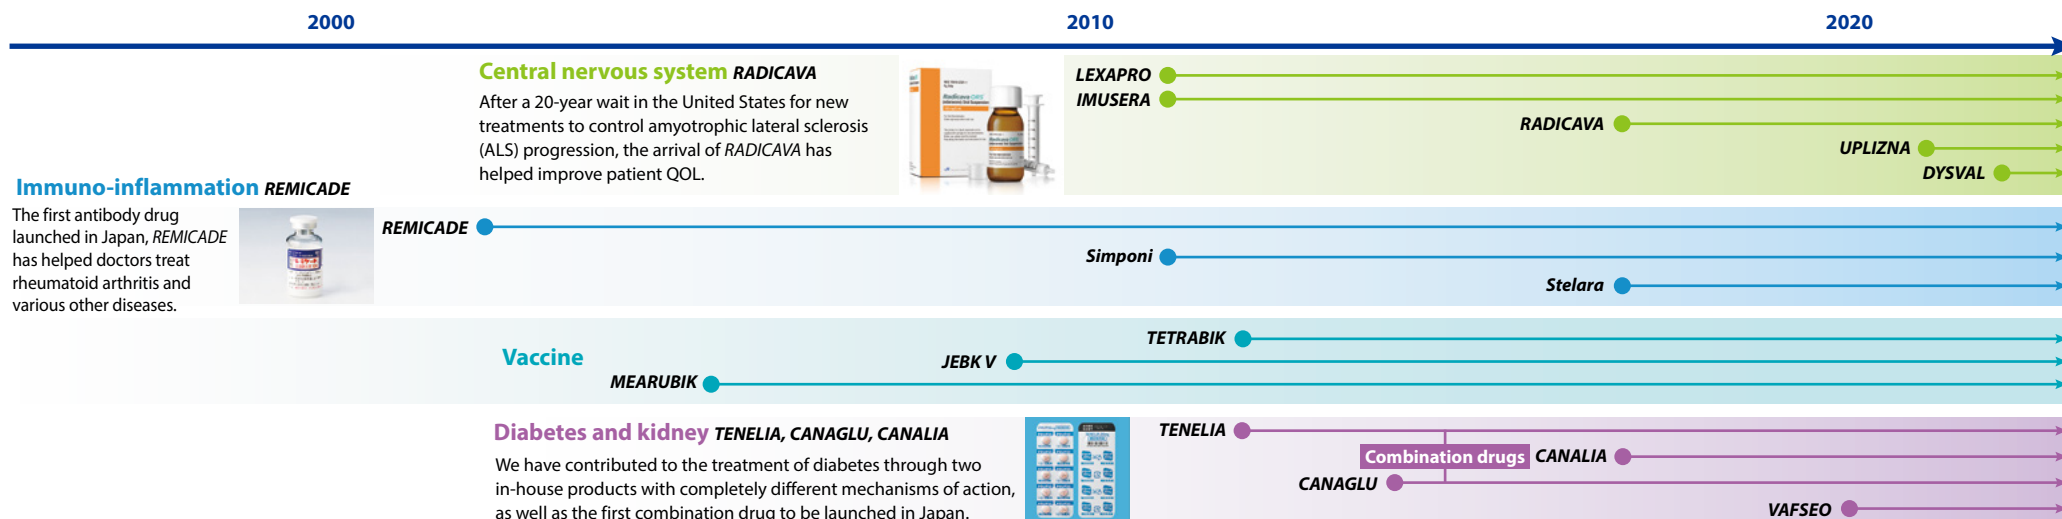 2000
2010
2020
Central nervous system RADICAVA
After a 20-year wait in the United States for new
treatments to control amyotrophic lateral sclerosis
(ALS) progression, the arrival of RADICAVA has
helped improve patient QOL.
LEXAPRO
IMUSERA
RADICAVA
UPLIZNA
DYSVAL
Immuno-inflammation REMICADE
The first antibody drug
launched in Japan, REMICADE
has helped doctors treat
rheumatoid arthritis and
various other diseases.
REMICADE
Simponi
Stelara
Vaccine
TETRABIK
JEBK V
MEARUBIK
Diabetes and kidney TENELIA, CANAGLU, CANALIA
We have contributed to the treatment of diabetes through two
in-house products with completely different mechanisms of action,
as well as the first combination drug to be launched in Japan.
TENELIA
Combination drugs CANALIA
CANAGLU
VAFSEO
Radicava ORS